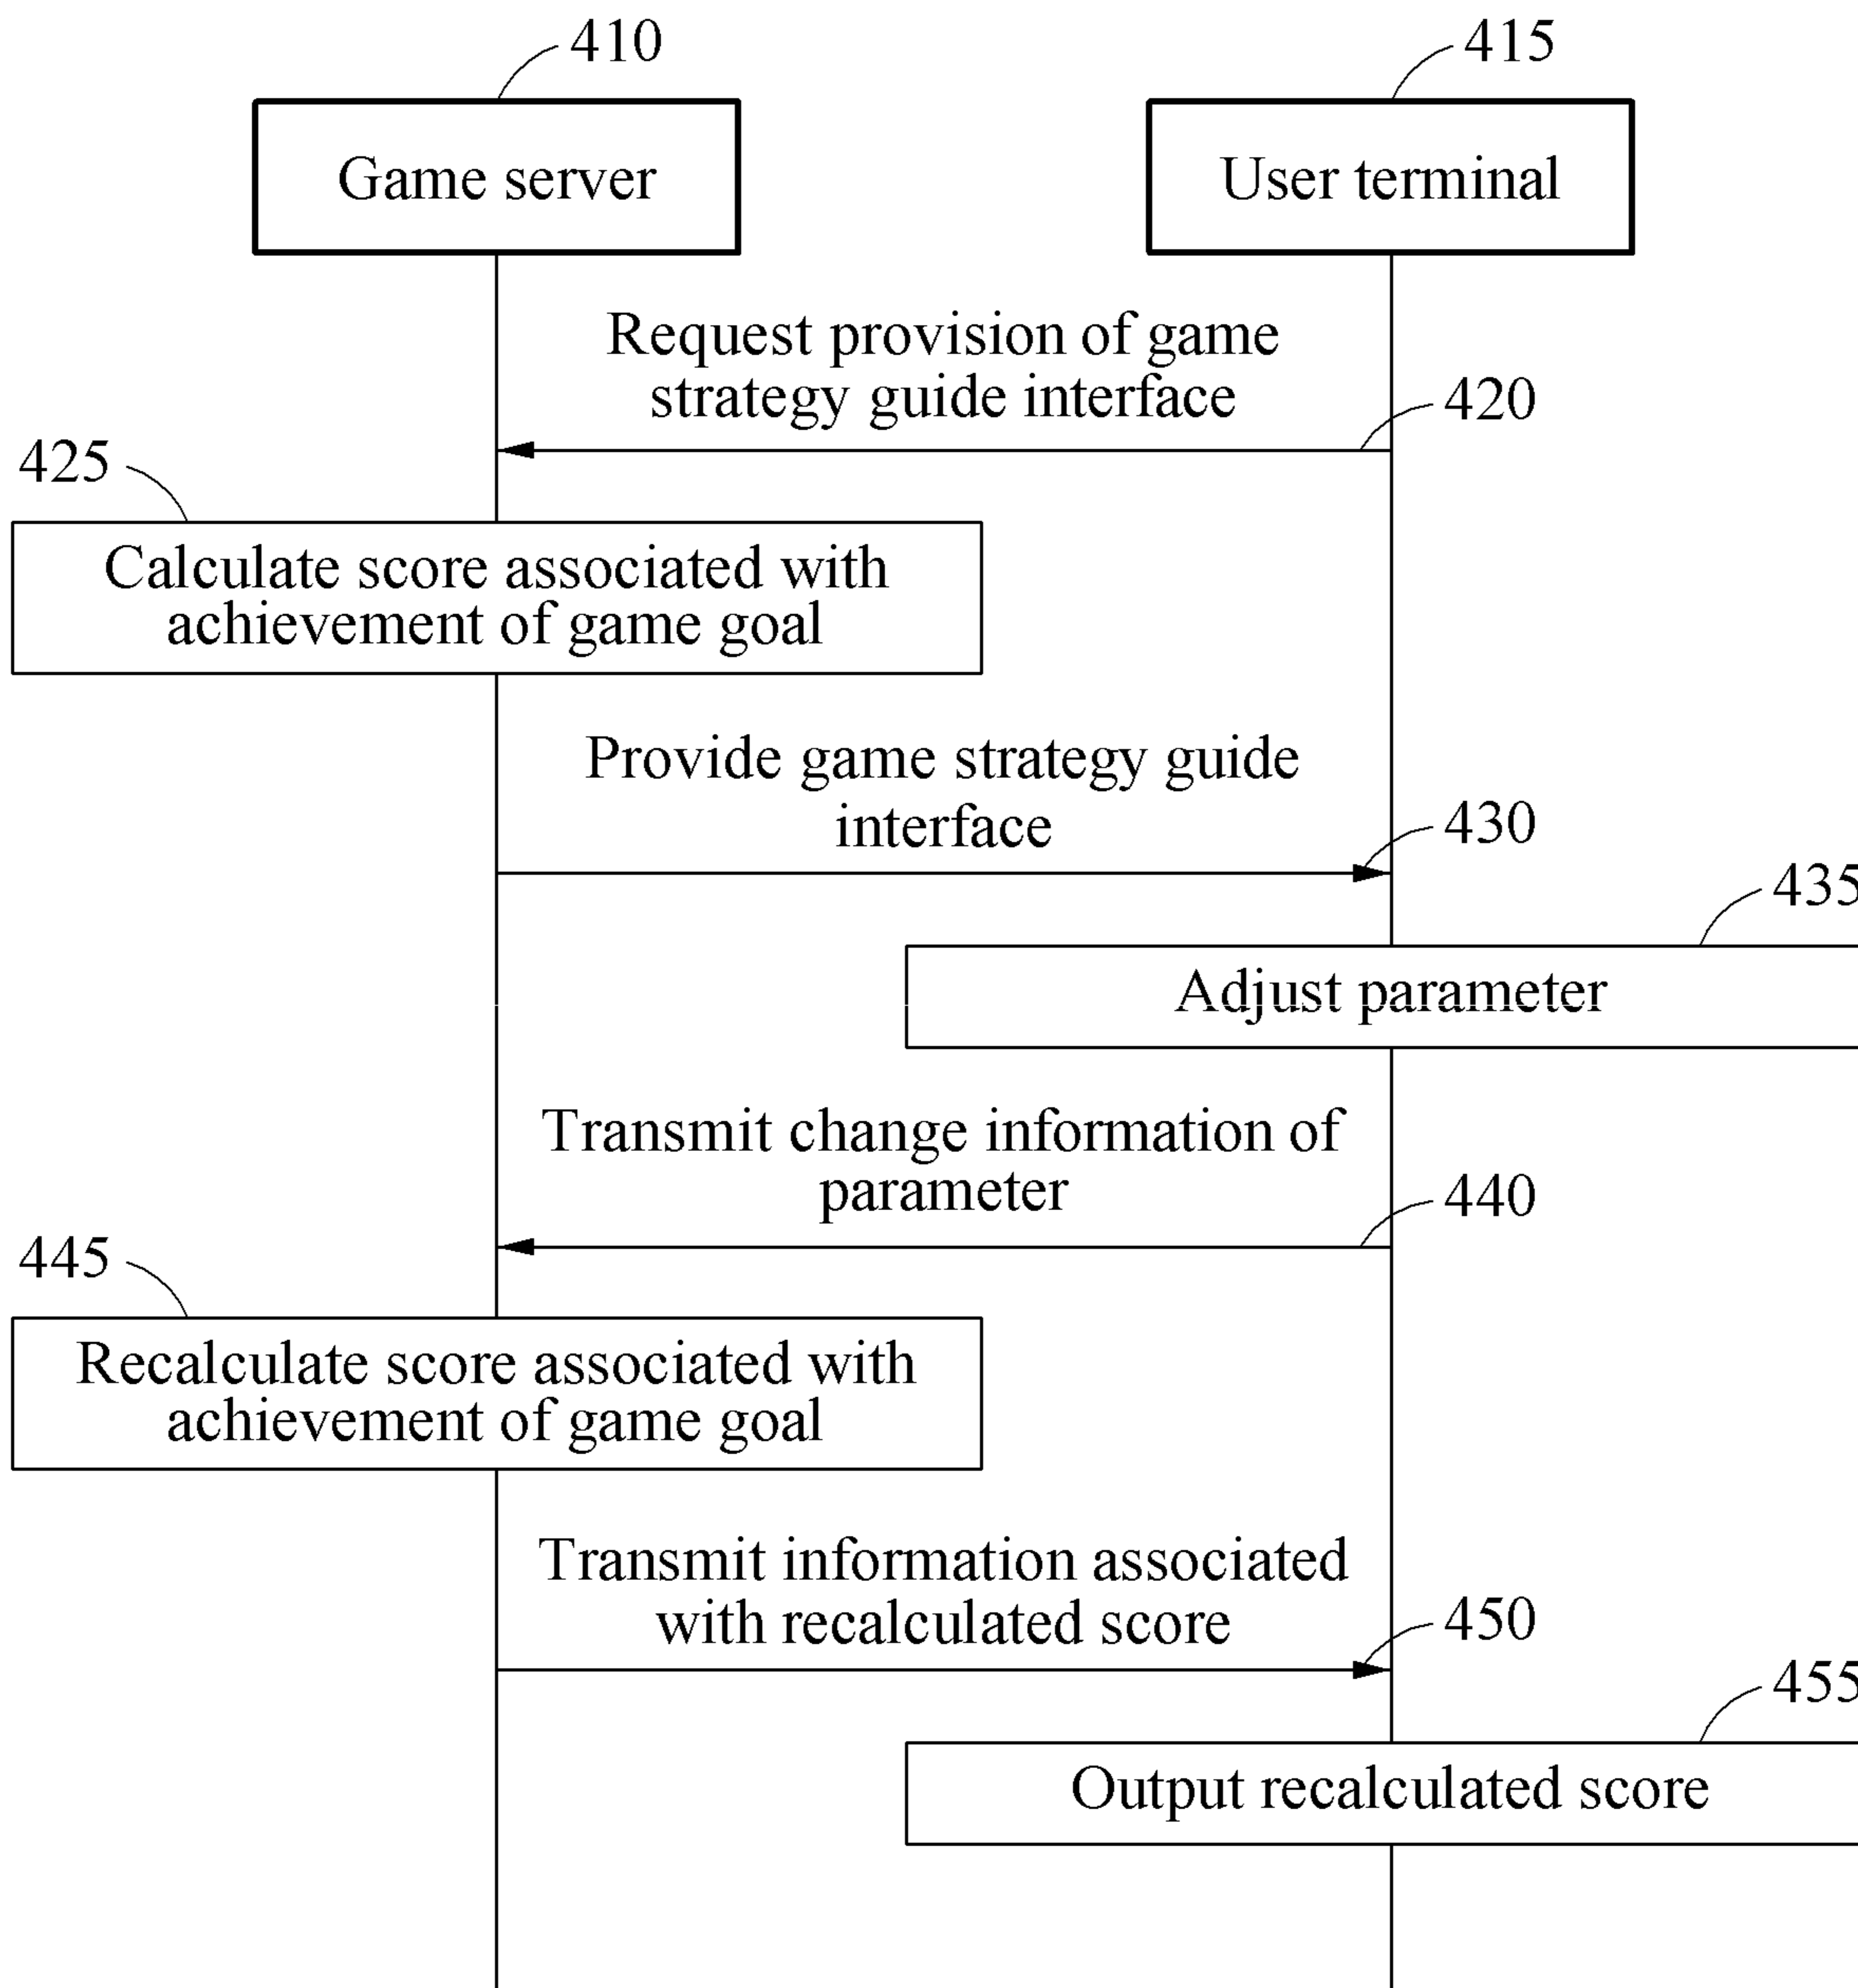 410
415
Game server
User terminal
Request provision of game
strategy guide interface
420
425
Calculate score associated with
achievement of game goal
Provide game strategy guide
interface
430
435
Adjust parameter
Transmit change information of
parameter
440
445
Recalculate score associated with
achievement of game goal
Transmit information associated
with recalculated score
450
455
Output recalculated score